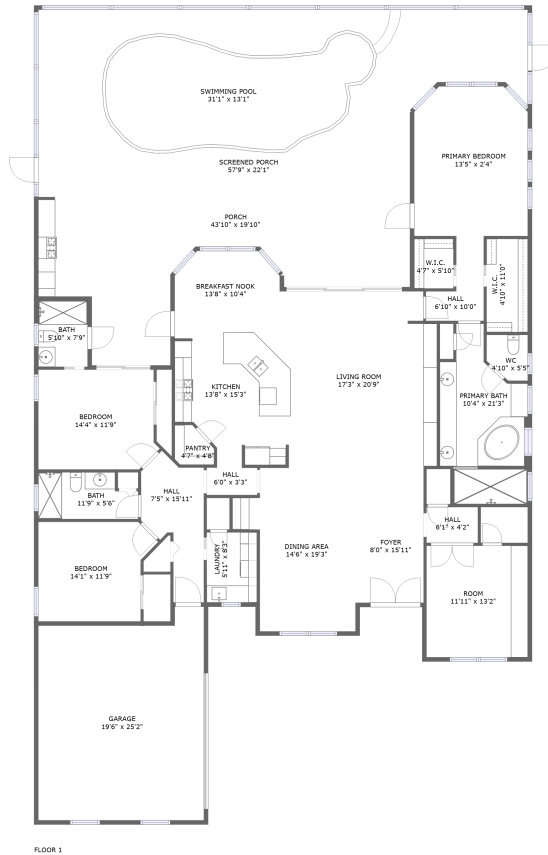 SWIMMING POOL
31'1" x 13'1"
SCREENED PORCH
57'9" x 22'1"
PRIMARY BEDROOM
13'5" x 2'4"
PORCH
43'10" x 19'10"
W.I.C.
4'7" x 5'10"
W.I.C.
4'10" x 11'0"
BREAKFAST NOOK
13'8" x 10'4"
HALL
6'10" x 10'0"
BATH
5'10" x 7'9"
WC
4'10" x 5'5"
LIVING ROOM
17'3" x 20'9"
KITCHEN
13'8" x 15'3"
PRIMARY BATH
10'4" x 21'3"
BEDROOM
14'4" x 11'9"
PANTRY
4'7" x 4'8"
HALL
6'0" x 3'3"
HALL
7'5" x 15'11"
BATH
11'9" x 5'6"
HALL
6'1" x 4'2"
DINING AREA
14'6" x 19'3"
FOYER
8'0" x 15'11"
LAUNDRY
5'11" x 8'3"
BEDROOM
14'1" x 11'9"
ROOM
11'11" x 13'2"
GARAGE
19'6" x 25'2"
FLOOR 1